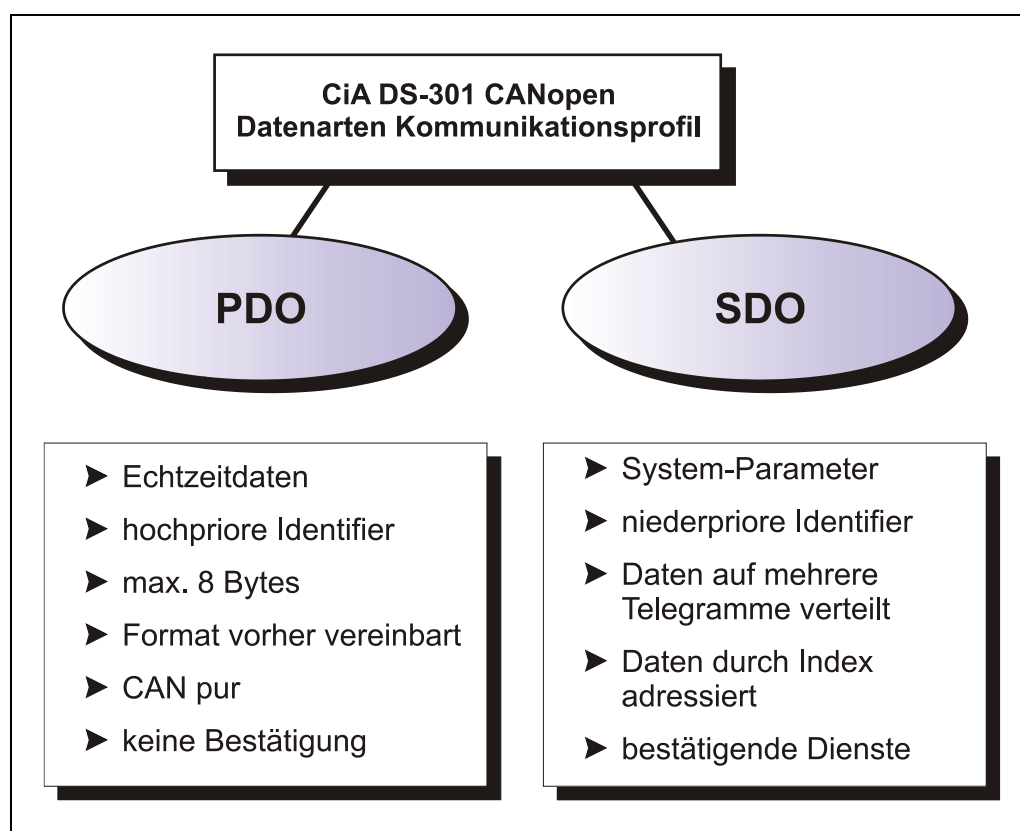 CiA DS-301 CANopen
Datenarten Kommunikationsprofil
PDO
SDO
➤ Echtzeitdaten
➤ hochpriore Identifier
➤ max. 8 Bytes
➤ Format vorher vereinbart
➤ CAN pur
➤ keine Bestätigung
➤ System-Parameter
➤ niederpriore Identifier
➤ Daten auf mehrere
Telegramme verteilt
➤ Daten durch Index
adressiert
➤ bestätigende Dienste